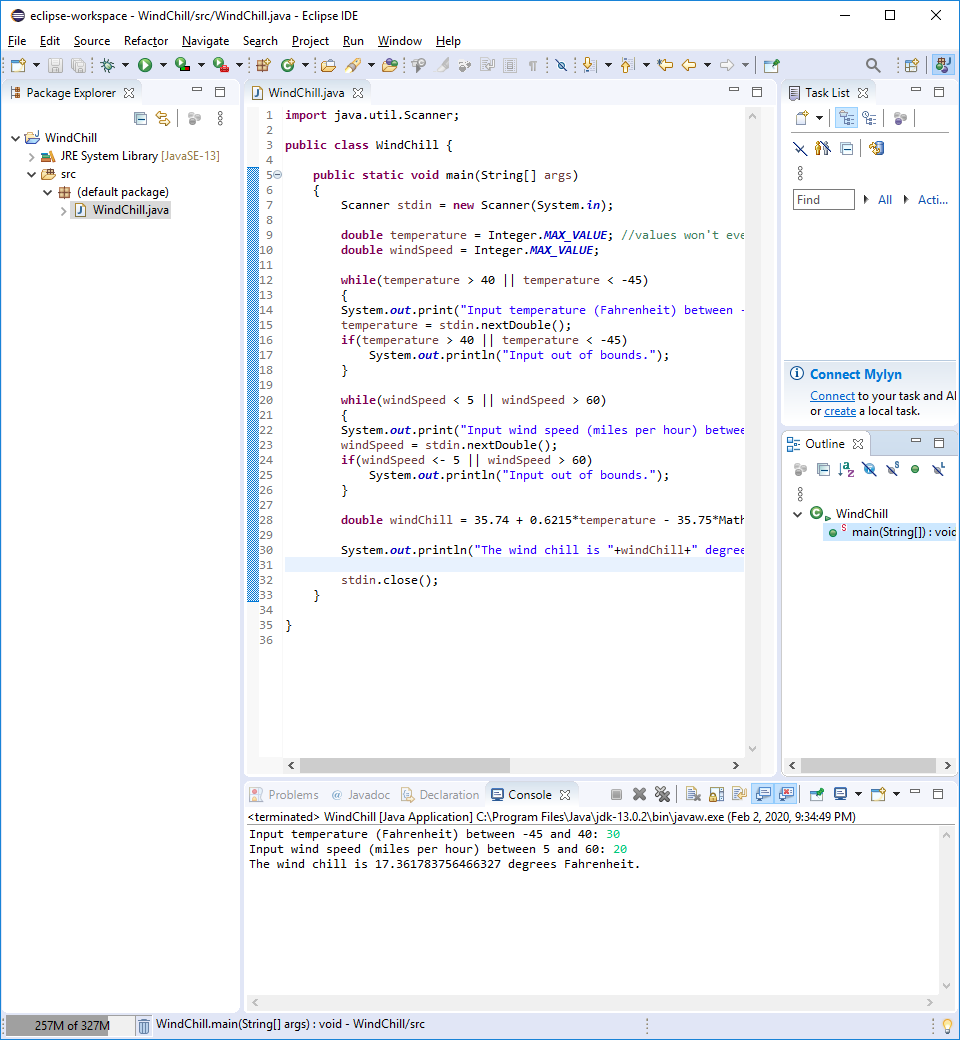 eclipse-workspace - WindChill/src/WindChill.java - Eclipse IDE
File Edit Source Refactor Navigate Search Project Run Window Help
Package Explorer
WindChill
JRE System Library [JavaSE-13]
src
(default package)
WindChill.java
WindChill.java
1 import java.util.Scanner;
2
3 public class WindChill {
4
5 public static void main(String[] args)
6 {
7 Scanner stdin = new Scanner(System.in);
8
9 double temperature = Integer.MAX_VALUE; //values won't eve
10 double windSpeed = Integer.MAX_VALUE;
11
12 while(temperature > 40 || temperature < -45)
13 {
14 System.out.print("Input temperature (Fahrenheit) between -
15 temperature = stdin.nextDouble();
16 if(temperature > 40 || temperature < -45)
17 System.out.println("Input out of bounds.");
18 }
19
20 while(windSpeed < 5 || windSpeed > 60)
21 {
22 System.out.print("Input wind speed (miles per hour) betwee
23 windSpeed = stdin.nextDouble();
24 if(windSpeed <- 5 || windSpeed > 60)
25 System.out.println("Input out of bounds.");
26 }
27
28 double windChill = 35.74 + 0.6215*temperature - 35.75*Math
29
30 System.out.println("The wind chill is "+windChill+" degree
31
32 stdin.close();
33 }
34
35 }
36
Task List
Find All Acti...
Connect Mylyn
Connect to your task and Al
or create a local task.
Outline
WindChill
main(String[]) : void
Problems @ Javadoc Declaration Console
<terminated> WindChill [Java Application] C:\Program Files\Java\jdk-13.0.2\bin\javaw.exe (Feb 2, 2020, 9:34:49 PM)
Input temperature (Fahrenheit) between -45 and 40: 30
Input wind speed (miles per hour) between 5 and 60: 20
The wind chill is 17.361783756466327 degrees Fahrenheit.
257M of 327M
WindChill.main(String[] args) : void - WindChill/src